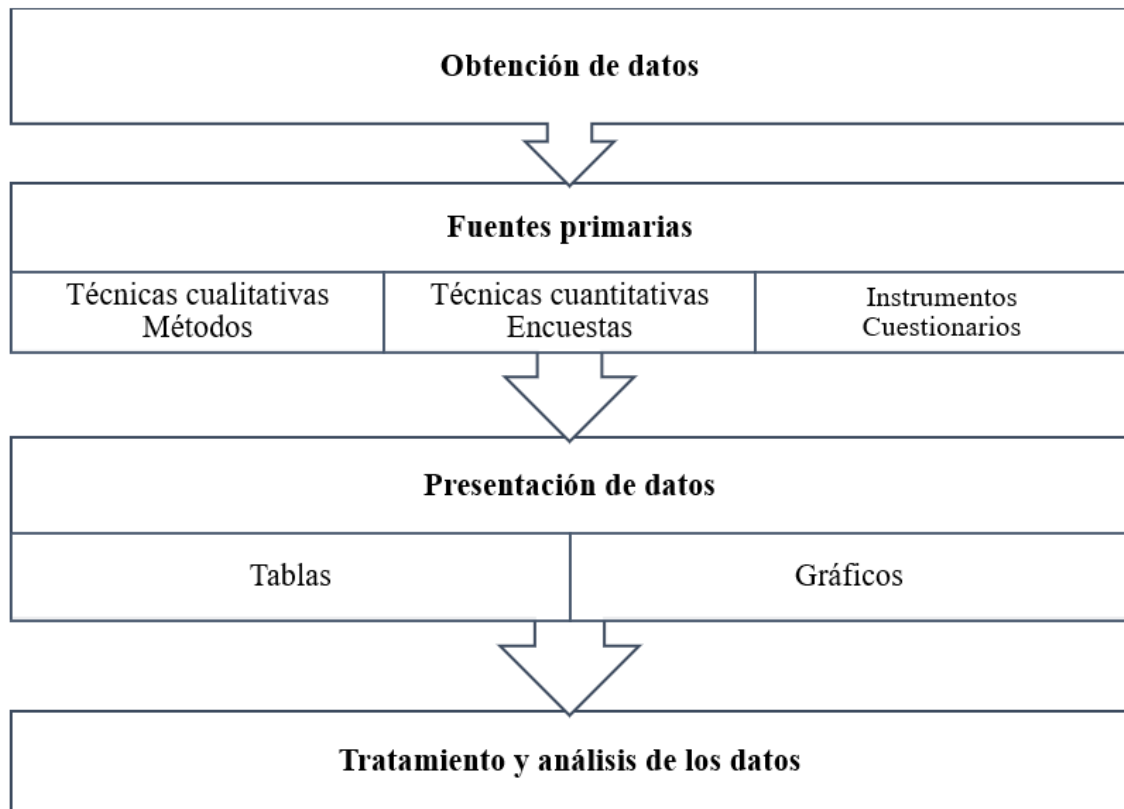 Obtención de datos
Fuentes primarias
Técnicas cualitativas
Métodos
Técnicas cuantitativas
Encuestas
Instrumentos
Cuestionarios
Presentación de datos
Tablas
Gráficos
Tratamiento y análisis de los datos